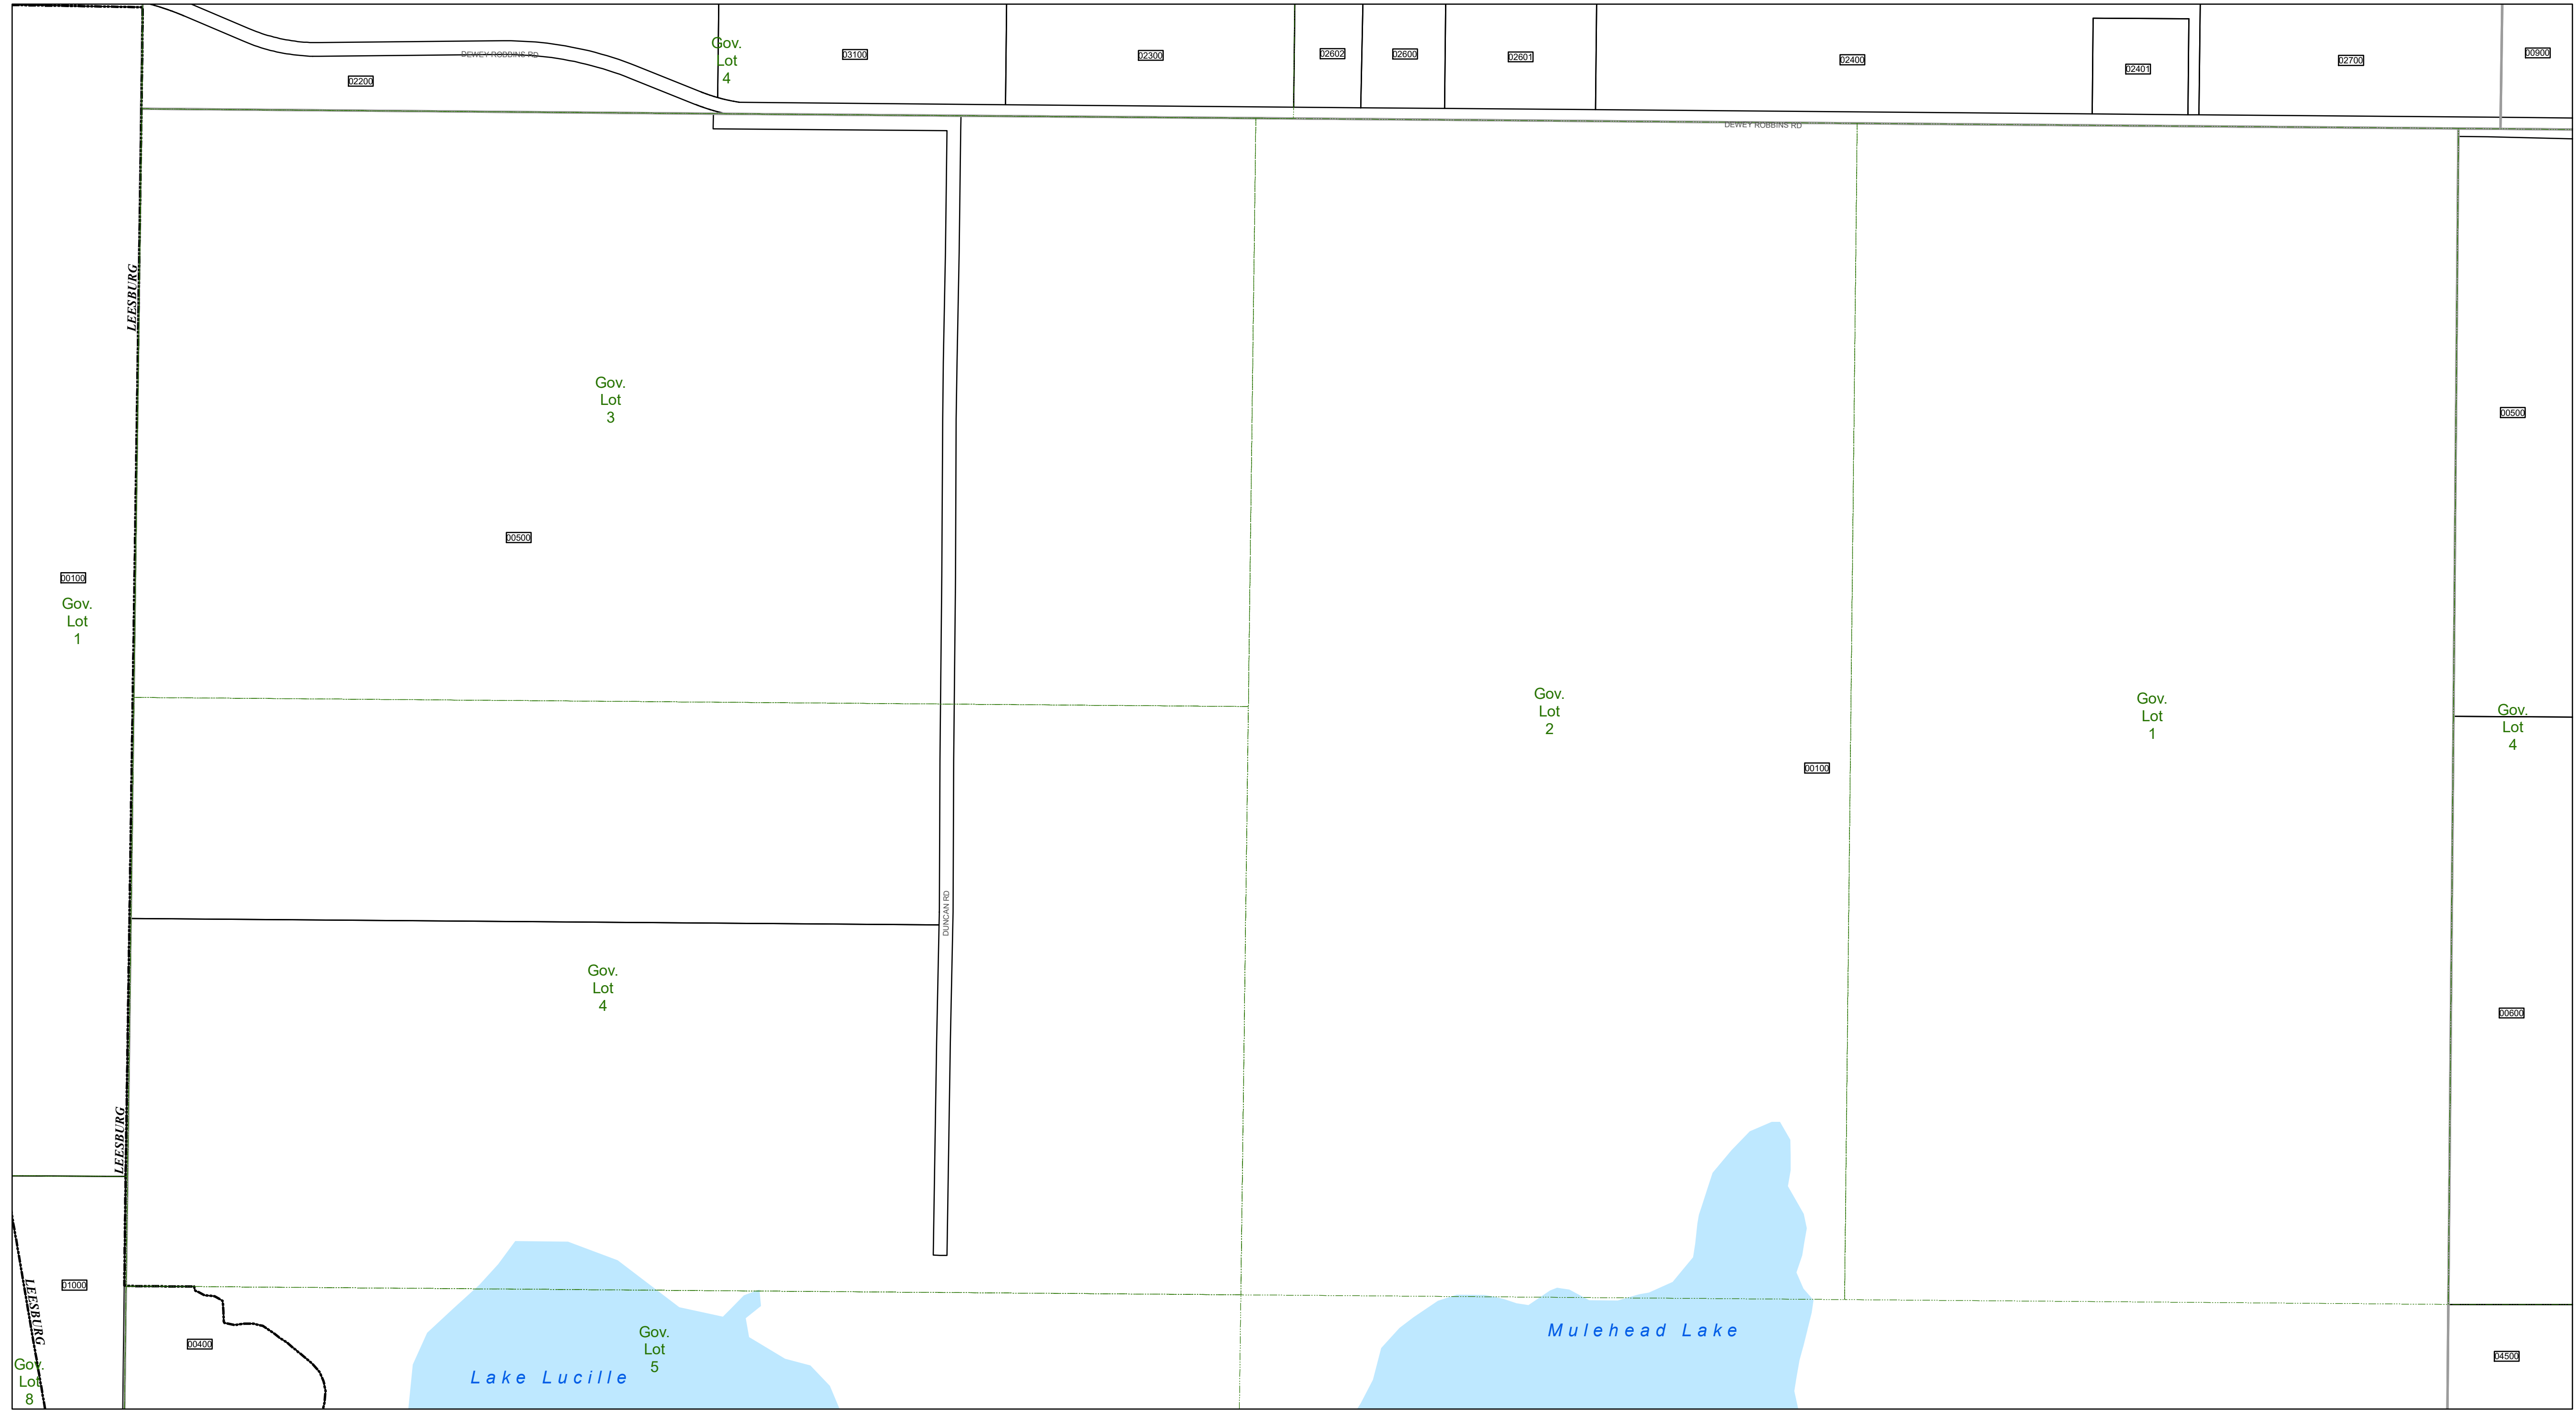 Gov.
Lot
4
03100
02300
02602
02600
02601
02400
02401
02700
00900
DEWEY ROBBINS RD
02200
DEWEY ROBBINS RD
LEESBURG
Gov.
Lot
3
00500
00500
00100
Gov.
Lot
1
Gov.
Lot
2
Gov.
Lot
1
Gov.
Lot
4
00100
DUNCAN RD
Gov.
Lot
4
00600
LEESBURG
01000
LEESBURG
00400
Gov.
Lot
5
Lake Lucille
Mulehead Lake
04500
Gov.
Lot
8